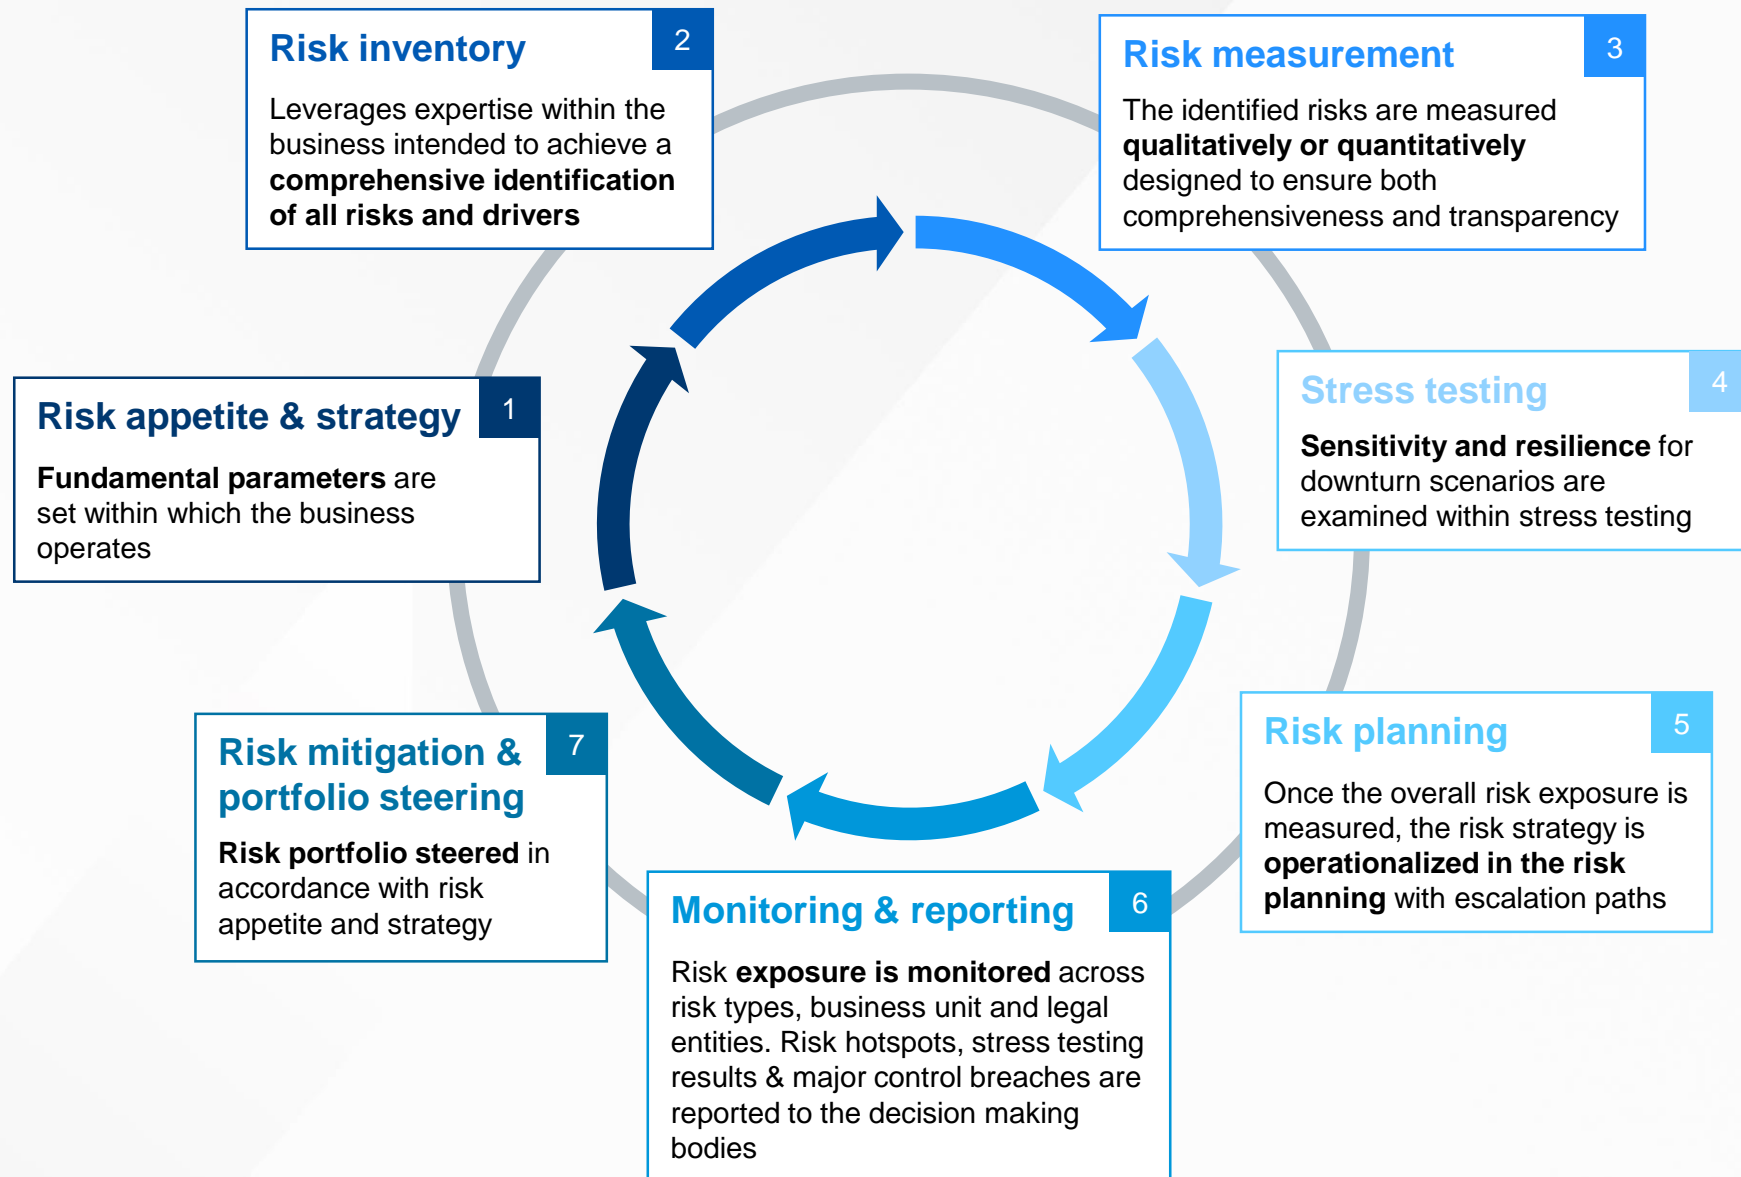 Risk appetite & strategy
1
Fundamental parameters are
set within which the business
operates
Risk inventory
2
Leverages expertise within the
business intended to achieve a
comprehensive identification
of all risks and drivers
Risk measurement
3
The identified risks are measured
qualitatively or quantitatively
designed to ensure both
comprehensiveness and transparency
Stress testing
4
Sensitivity and resilience for
downturn scenarios are
examined within stress testing
Risk planning
5
Once the overall risk exposure is
measured, the risk strategy is
operationalized in the risk
planning with escalation paths
Monitoring & reporting
6
Risk exposure is monitored across
risk types, business unit and legal
entities. Risk hotspots, stress testing
results & major control breaches are
reported to the decision making
bodies
Risk mitigation &
portfolio steering
7
Risk portfolio steered in
accordance with risk
appetite and strategy